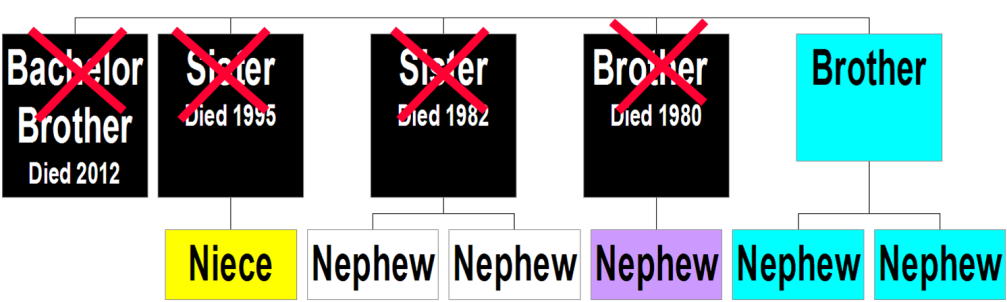 Bachelor
Brother
Died 2012
Sister
Died 1995
Sister
Died 1982
Brother
Died 1980
Brother
Niece
Nephew
Nephew
Nephew
Nephew
Nephew